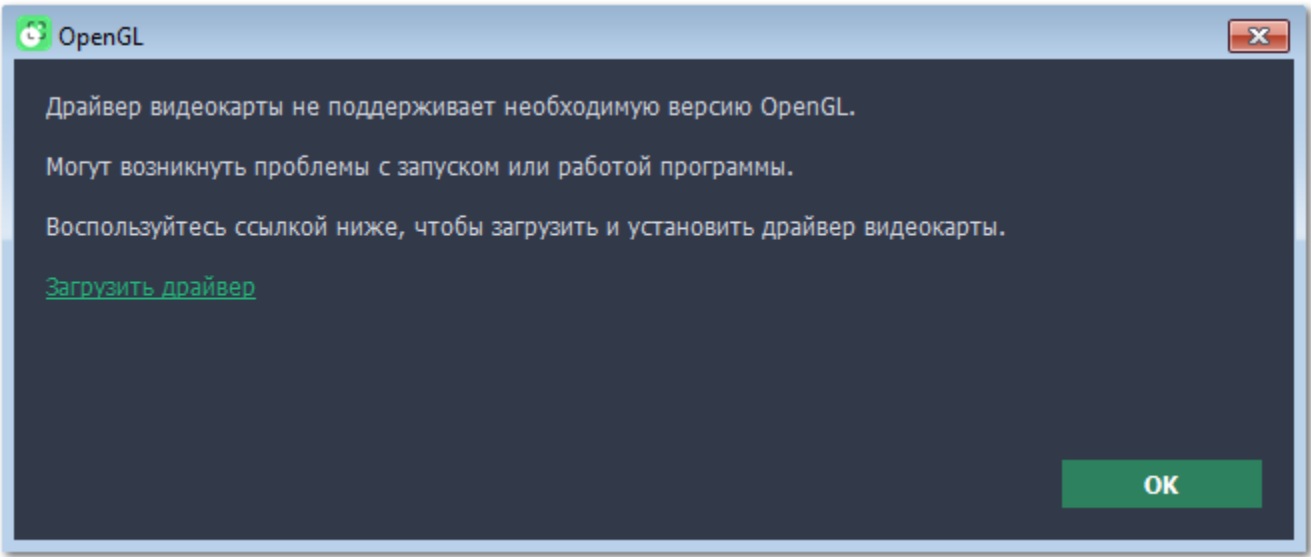 OpenGL
Драйвер видеокарты не поддерживает необходимую версию OpenGL.
Могут возникнуть проблемы с запуском или работой программы.
Воспользуйтесь ссылкой ниже, чтобы загрузить и установить драйвер видеокарты.
Загрузить драйвер
OK